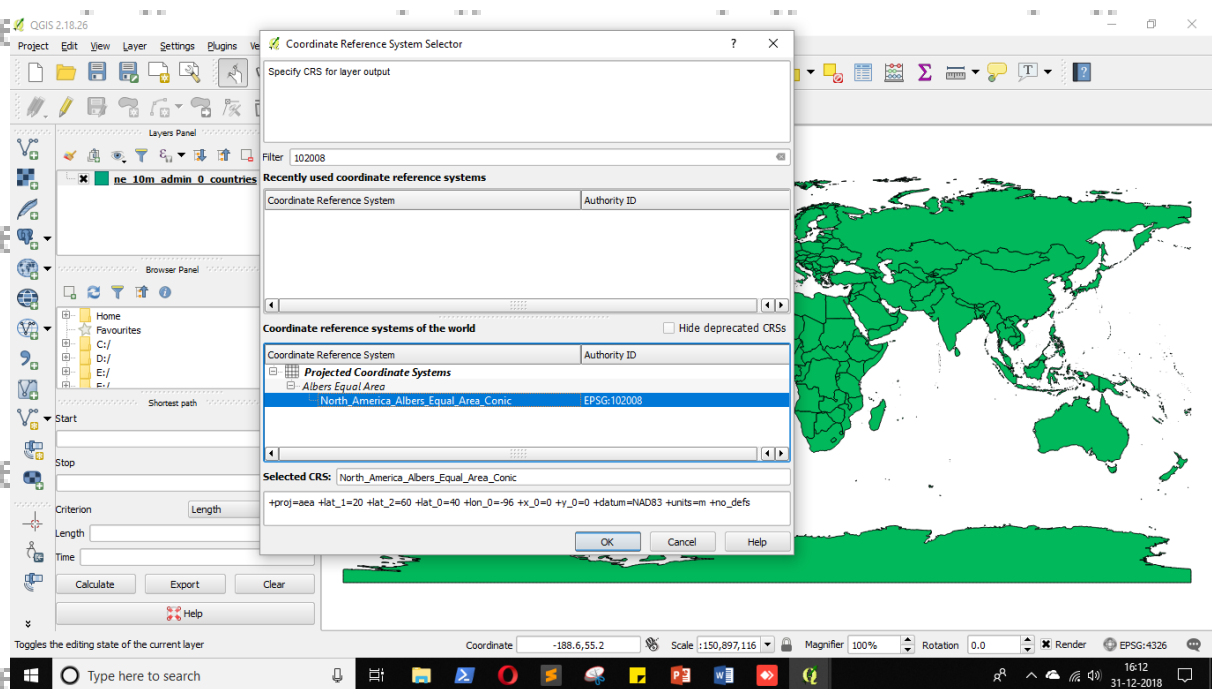 QGIS 2.18.26
Project Edit View Layer Settings Plugins Ve
Coordinate Reference System Selector
Specify CRS for layer output
Filter 102008
Recently used coordinate reference systems
Coordinate Reference System Authority ID
Coordinate reference systems of the world
Hide deprecated CRSs
Coordinate Reference System Authority ID
Projected Coordinate Systems
Albers Equal Area
North_America_Albers_Equal_Area_Conic EPSG:102008
Selected CRS: North_America_Albers_Equal_Area_Conic
+proj=aea +lat_1=20 +lat_2=60 +lat_0=40 +lon_0=-96 +x_0=0 +y_0=0 +datum=NAD83 +units=m +no_defs
OK Cancel Help
Layers Panel
ne_10m_admin_0_countries
Browser Panel
Home
Favourites
C:/
D:/
E:/
Shortest path
Start
Stop
Criterion Length
Length
Time
Calculate Export Clear
Help
Toggles the editing state of the current layer
Coordinate -188.6,55.2
Scale :150,897,116
Magnifier 100%
Rotation 0.0
Render
EPSG:4326
Type here to search
16:12
31-12-2018